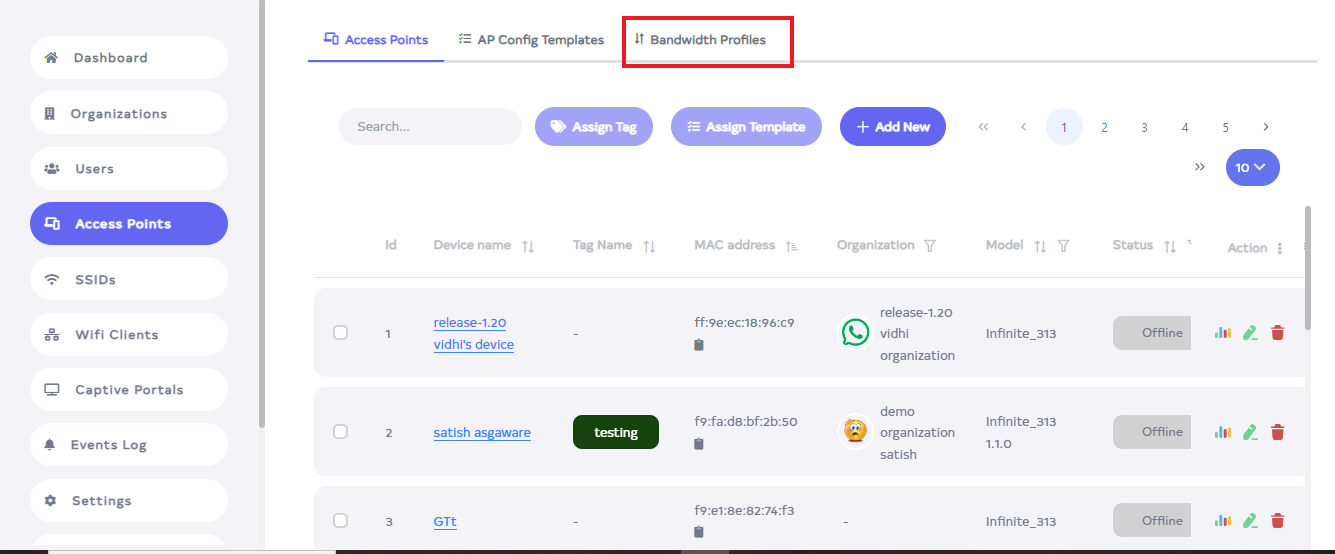 Access Points
AP Config Templates
Bandwidth Profiles
Dashboard
Organizations
Users
Access Points
SSIDs
Wifi Clients
Captive Portals
Events Log
Settings
Search...
Assign Tag
Assign Template
+ Add New
« ‹ 1 2 3 4 5 ›
» 10
Id Device name Tag Name MAC address Organization Model Status Action
1 release-1.20 vidhi's device - ff:9e:ec:18:96:c9 release-1.20 vidhi organization Infinite_313 Offline
2 satish asgaware testing f9:fa:d8:bf:2b:50 demo organization satish Infinite_313 1.1.0 Offline
3 GTt - f9:e1:8e:82:74:f3 - Infinite_313 Offline